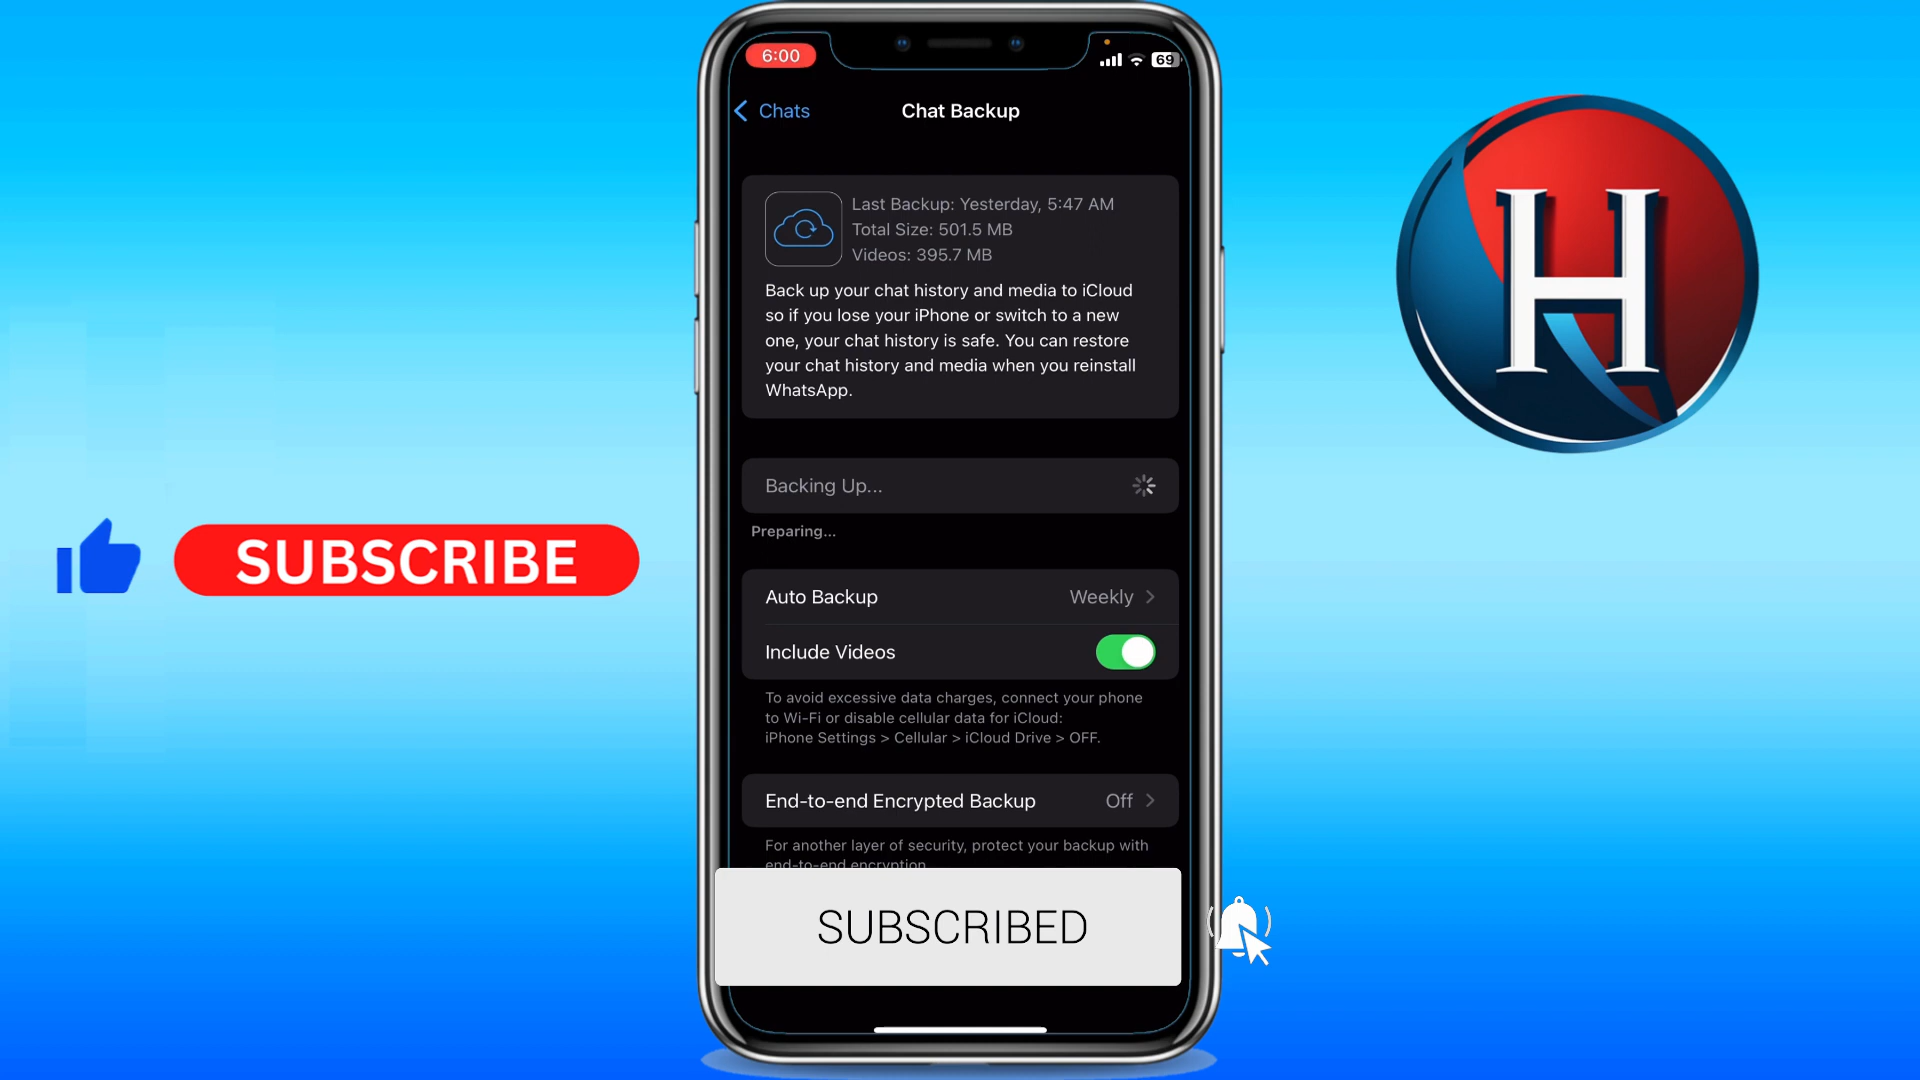 6:00
69
Chats
Chat Backup
Last Backup: Yesterday, 5:47 AM
Total Size: 501.5 MB
Videos: 395.7 MB
Back up your chat history and media to iCloud
so if you lose your iPhone or switch to a new
one, your chat history is safe. You can restore
your chat history and media when you reinstall
WhatsApp.
Backing Up...
Preparing...
Auto Backup Weekly
Include Videos
To avoid excessive data charges, connect your phone
to Wi-Fi or disable cellular data for iCloud:
iPhone Settings > Cellular > iCloud Drive > OFF.
End-to-end Encrypted Backup Off
For another layer of security, protect your backup with
end-to-end encryption.
SUBSCRIBED
SUBSCRIBE
H